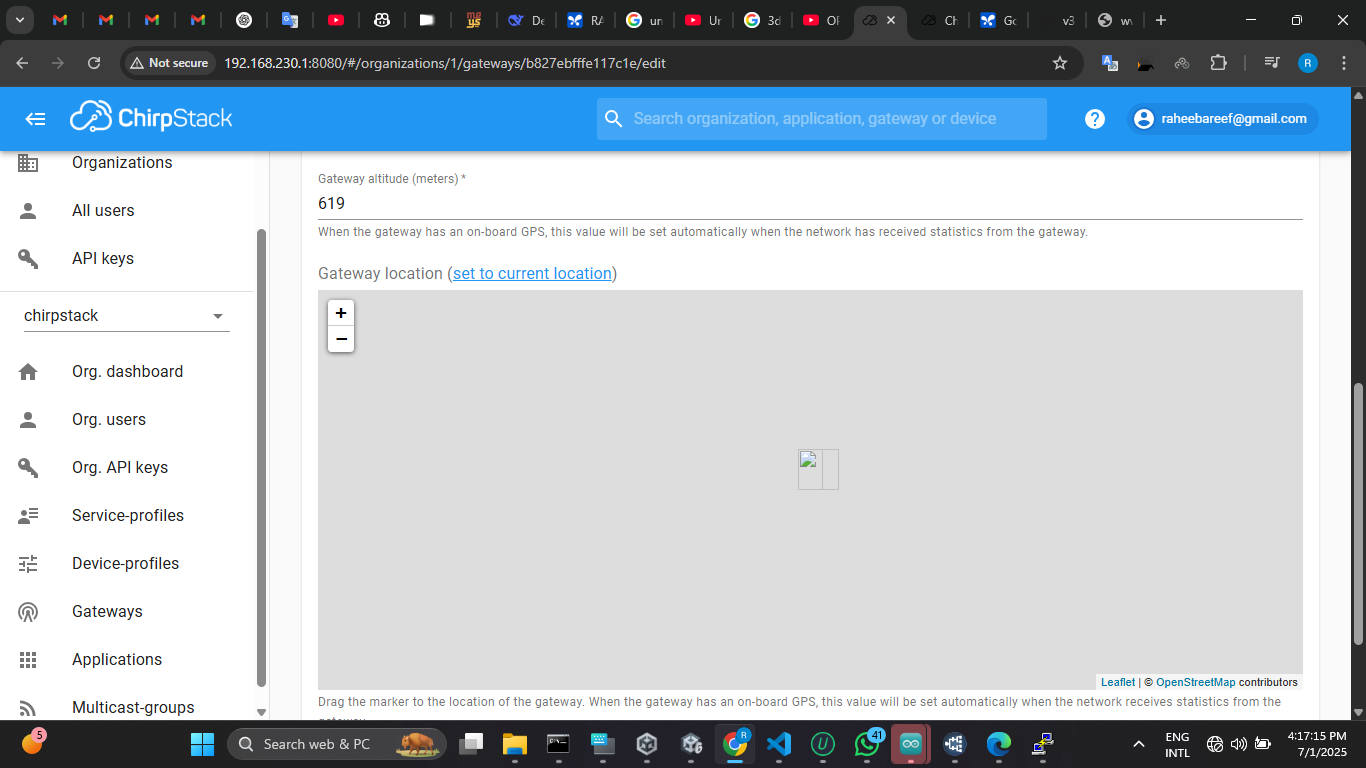 De
RA
ur
Ur
3d
OI
Ch
Gc
v3
w
Not secure
192.168.230.1:8080/#/organizations/1/gateways/b827ebfffe117c1e/edit
R
ChirpStack
Search organization, application, gateway or device
?
raheebareef@gmail.com
Organizations
All users
API keys
chirpstack
Org. dashboard
Org. users
Org. API keys
Service-profiles
Device-profiles
Gateways
Applications
Multicast-groups
Gateway altitude (meters) *
619
When the gateway has an on-board GPS, this value will be set automatically when the network has received statistics from the gateway.
Gateway location (set to current location)
+
−
Leaflet | © OpenStreetMap contributors
Drag the marker to the location of the gateway. When the gateway has an on-board GPS, this value will be set automatically when the network receives statistics from the
gateway.
5
Search web & PC
R
41
ENG
INTL
4:17:15 PM
7/1/2025